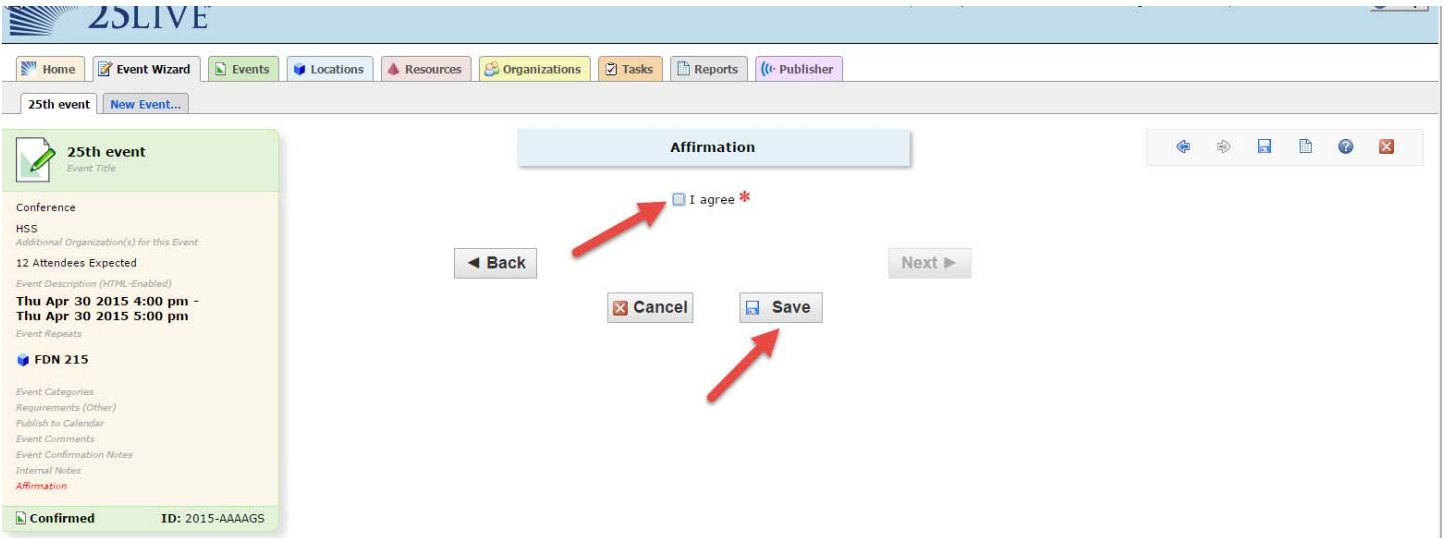 25LIVE
Home Event Wizard Events Locations Resources Organizations Tasks Reports Publisher
25th event New Event...
25th event
Event Title
Conference
HSS
Additional Organization(s) for this Event
12 Attendees Expected
Event Description (HTML-Enabled)
Thu Apr 30 2015 4:00 pm -
Thu Apr 30 2015 5:00 pm
Event Repeats
FDN 215
Event Categories
Requirements (Other)
Publish to Calendar
Event Comments
Event Confirmation Notes
Internal Notes
Affirmation
Confirmed ID: 2015-AAAAGS
Affirmation
I agree *
◄ Back Next ►
Cancel Save